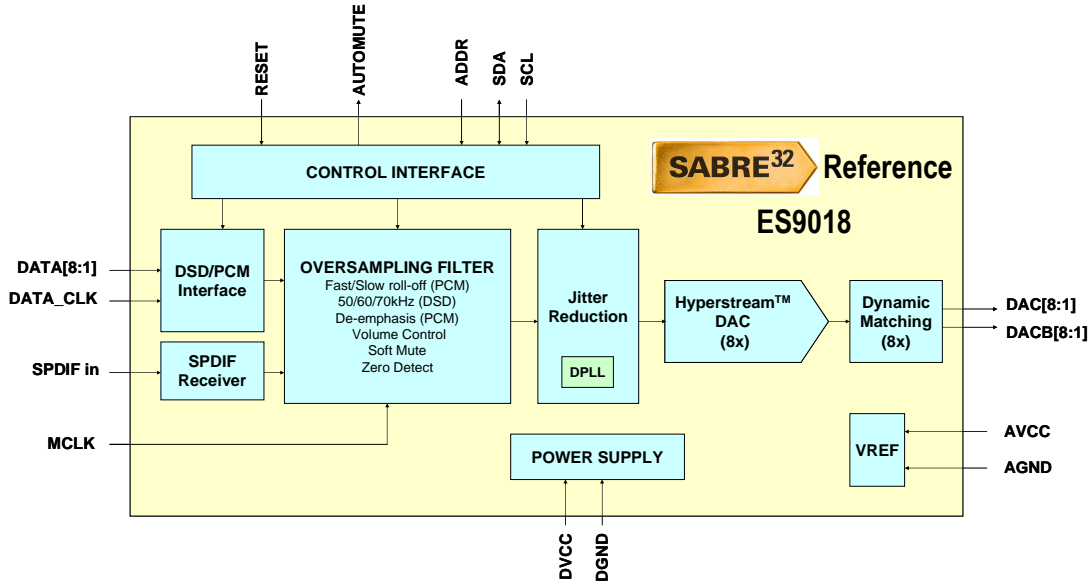 RESET
AUTOMUTE
ADDR
SDA
SCL
CONTROL INTERFACE
SABRE³² Reference
ES9018
DATA[8:1]
DATA_CLK
DSD/PCM
Interface
OVERSAMPLING FILTER
Fast/Slow roll-off (PCM)
50/60/70kHz (DSD)
De-emphasis (PCM)
Volume Control
Soft Mute
Zero Detect
Jitter
Reduction
DPLL
Hyperstream™
DAC
(8x)
Dynamic
Matching
(8x)
DAC[8:1]
DACB[8:1]
SPDIF in
SPDIF
Receiver
MCLK
POWER SUPPLY
VREF
AVCC
AGND
DVCC
DGND